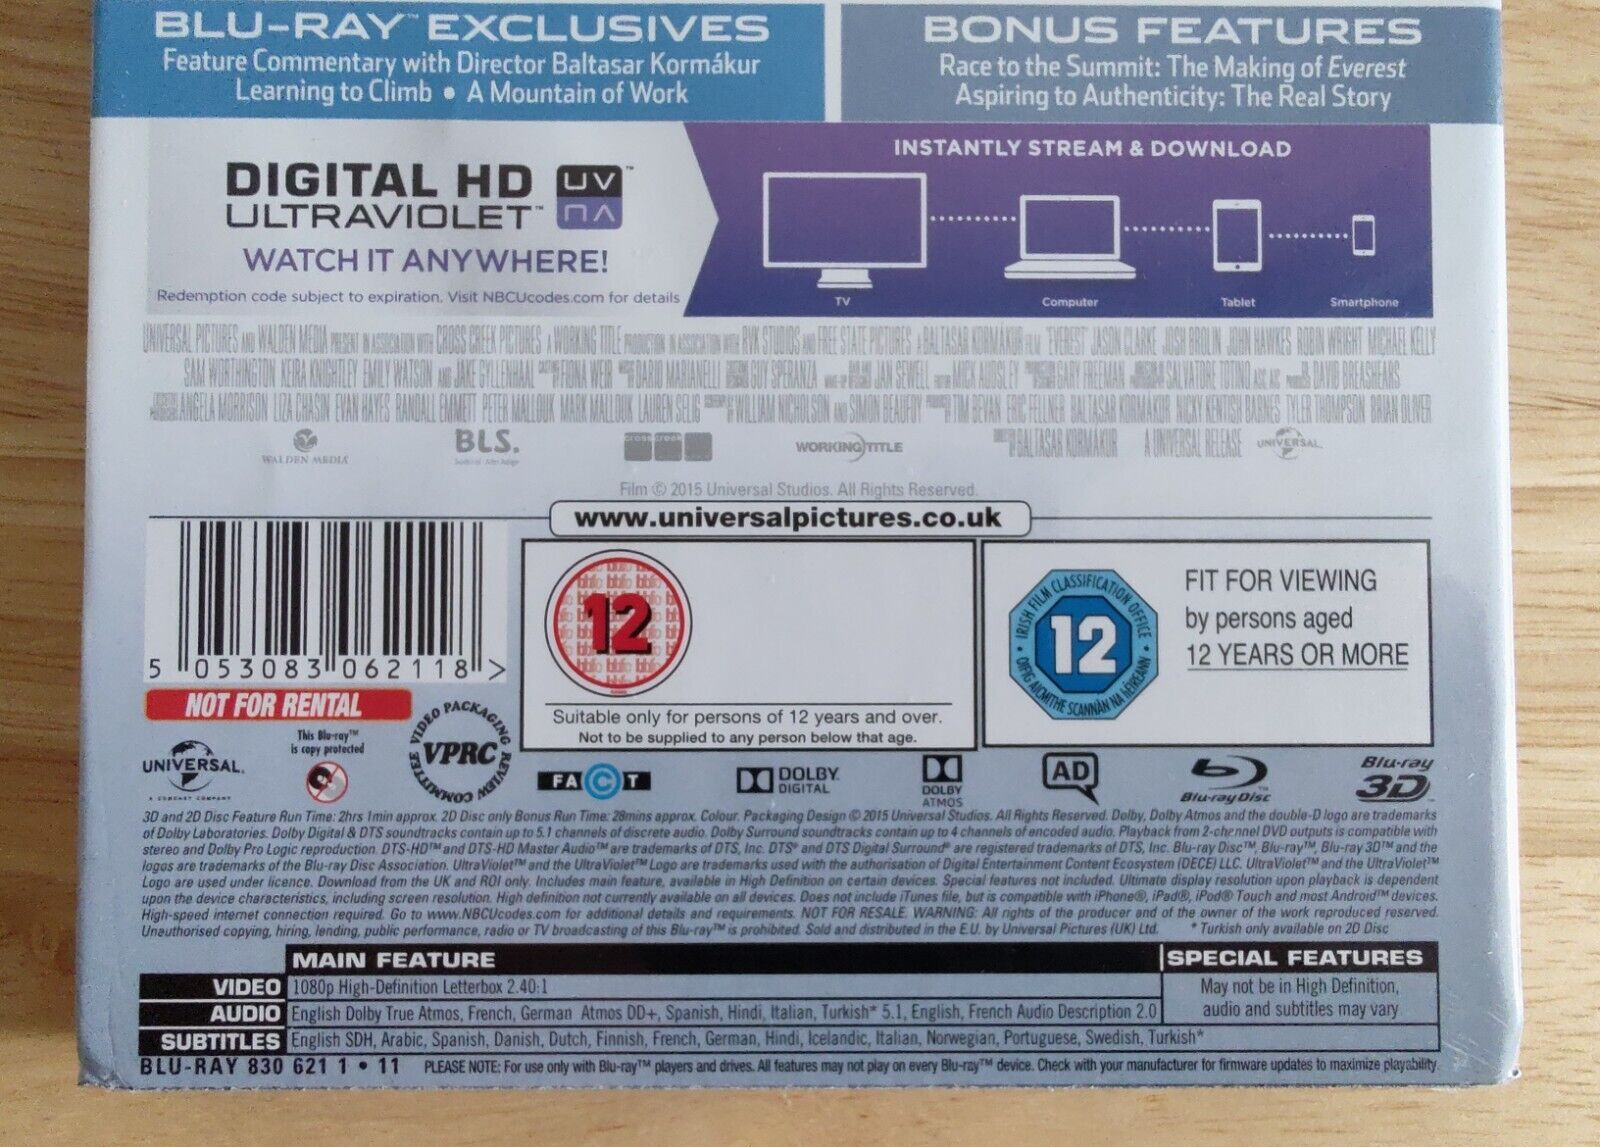 BLU-RAY™ EXCLUSIVES
Feature Commentary with Director Baltasar Kormákur
Learning to Climb • A Mountain of Work
BONUS FEATURES
Race to the Summit: The Making of Everest
Aspiring to Authenticity: The Real Story
DIGITAL HD UV™
ULTRAVIOLET™
WATCH IT ANYWHERE!
Redemption code subject to expiration. Visit NBCUcodes.com for details
INSTANTLY STREAM & DOWNLOAD
TV Computer Tablet Smartphone
UNIVERSAL PICTURES AND WALDEN MEDIA PRESENT IN ASSOCIATION WITH CROSS CREEK PICTURES A WORKING TITLE PRODUCTION IN ASSOCIATION WITH RVK STUDIOS AND FREE STATE PICTURES A BALTASAR KORMÁKUR FILM "EVEREST" JASON CLARKE JOSH BROLIN JOHN HAWKES ROBIN WRIGHT MICHAEL KELLY
SAM WORTHINGTON KEIRA KNIGHTLEY EMILY WATSON AND JAKE GYLLENHAAL FIONA WEIR DARIO MARIANELLI GUY SPERANZA JAN SEWELL MICK AUDSLEY GARY FREEMAN SALVATORE TOTINO ASC, AIC DAVID BREASHEARS
ANGELA MORRISON LIZA CHASIN EVAN HAYES RANDALL EMMETT PETER MALLOUK MARK MALLOUK LAUREN SELIG WILLIAM NICHOLSON AND SIMON BEAUFOY TIM BEVAN ERIC FELLNER BALTASAR KORMÁKUR NICKY KENTISH BARNES TYLER THOMPSON BRIAN OLIVER
WALDEN MEDIA BLS. cross creek WORKING TITLE BALTASAR KORMÁKUR A UNIVERSAL RELEASE UNIVERSAL
Film © 2015 Universal Studios. All Rights Reserved.
www.universalpictures.co.uk
5 053083 062118 >
NOT FOR RENTAL
UNIVERSAL
A COMCAST COMPANY
This Blu-ray™
is copy protected
VIDEO PACKAGING REVIEW COMMITTEE
VPRC
bbfc
12
Suitable only for persons of 12 years and over.
Not to be supplied to any person below that age.
IRISH FILM CLASSIFICATION OFFICE
12
OIFIG AICMITHE SCANNÁN NA hÉIREANN
FIT FOR VIEWING
by persons aged
12 YEARS OR MORE
FACT
DOLBY
DIGITAL
DOLBY
ATMOS
AD
Blu-ray Disc™
Blu-ray
3D™
3D and 2D Disc Feature Run Time: 2hrs 1min approx. 2D Disc only Bonus Run Time: 28mins approx. Colour. Packaging Design © 2015 Universal Studios. All Rights Reserved. Dolby, Dolby Atmos and the double-D logo are trademarks
of Dolby Laboratories. Dolby Digital & DTS soundtracks contain up to 5.1 channels of discrete audio. Dolby Surround soundtracks contain up to 4 channels of encoded audio. Playback from 2-channel DVD outputs is compatible with
stereo and Dolby Pro Logic reproduction. DTS-HD™ and DTS-HD Master Audio™ are trademarks of DTS, Inc. DTS® and DTS Digital Surround® are registered trademarks of DTS, Inc. Blu-ray Disc™, Blu-ray™, Blu-ray 3D™ and the
logos are trademarks of the Blu-ray Disc Association. UltraViolet™ and the UltraViolet™ Logo are trademarks used with the authorisation of Digital Entertainment Content Ecosystem (DECE) LLC. UltraViolet™ and the UltraViolet™
Logo are used under licence. Download from the UK and ROI only. Includes main feature, available in High Definition on certain devices. Special features not included. Ultimate display resolution upon playback is dependent
upon the device characteristics, including screen resolution. High definition not currently available on all devices. Does not include iTunes file, but is compatible with iPhone®, iPad®, iPod® Touch and most Android™ devices.
High-speed internet connection required. Go to www.NBCUcodes.com for additional details and requirements. NOT FOR RESALE. WARNING: All rights of the producer and of the owner of the work reproduced reserved.
Unauthorised copying, hiring, lending, public performance, radio or TV broadcasting of this Blu-ray™ is prohibited. Sold and distributed in the E.U. by Universal Pictures (UK) Ltd. * Turkish only available on 2D Disc
MAIN FEATURE
SPECIAL FEATURES
VIDEO 1080p High-Definition Letterbox 2.40:1
AUDIO English Dolby True Atmos, French, German Atmos DD+, Spanish, Hindi, Italian, Turkish* 5.1, English, French Audio Description 2.0
May not be in High Definition,
audio and subtitles may vary
SUBTITLES English SDH, Arabic, Spanish, Danish, Dutch, Finnish, French, German, Hindi, Icelandic, Italian, Norwegian, Portuguese, Swedish, Turkish*
BLU-RAY 830 621 1 • 11 PLEASE NOTE: For use only with Blu-ray™ players and drives. All features may not play on every Blu-ray™ device. Check with your manufacturer for firmware updates to maximize playability.